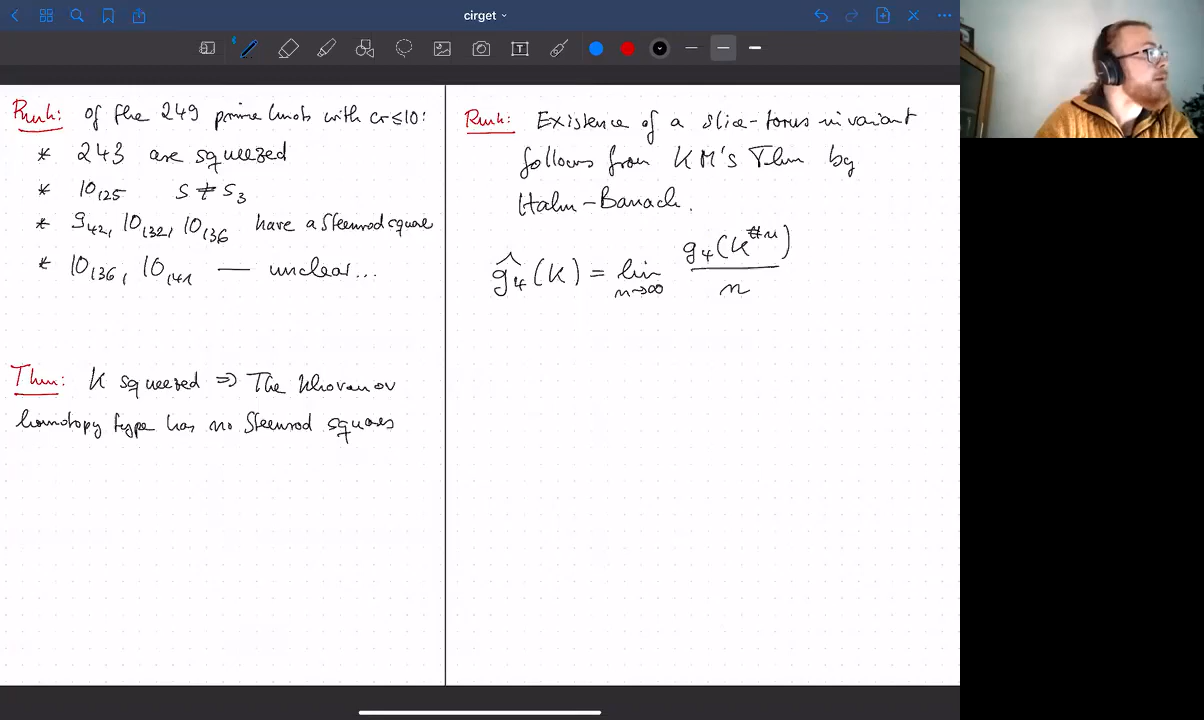 cirget
Rmk: of the 249 prime knots with cr ≤ 10:
* 243 are squeezed
* 10₁₂₅ s ≠ s₃
* 9₄₂, 10₁₃₂, 10₁₃₆ have a Steenrod square
* 10₁₃₆, 10₁₄₁ — unclear...
Thm: K squeezed ⇒ The Khovanov
homotopy type has no Steenrod squares
Rmk: Existence of a slice-torus invariant
follows from KM's Thm by
Hahn-Banach.
ĝ₄(K) = lim n→∞ g₄(K^#n) / n